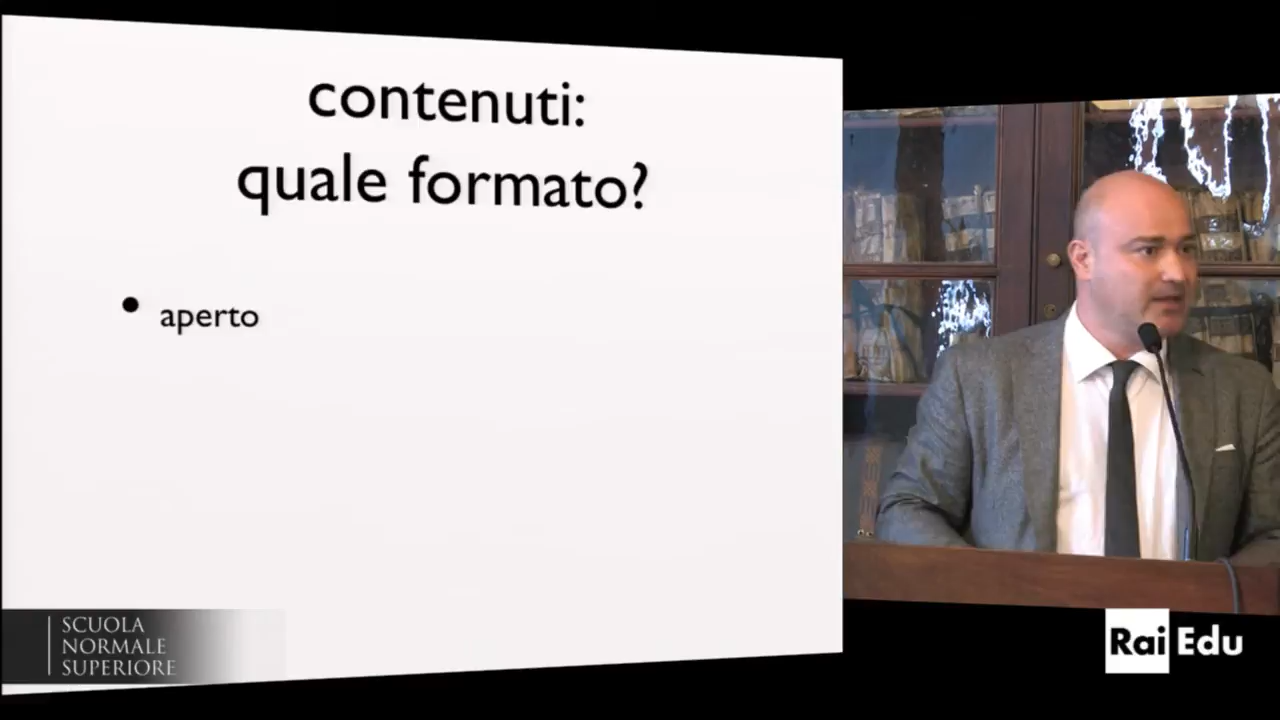 contenuti:
quale formato?
• aperto
SCUOLA
NORMALE
SUPERIORE
Rai Edu